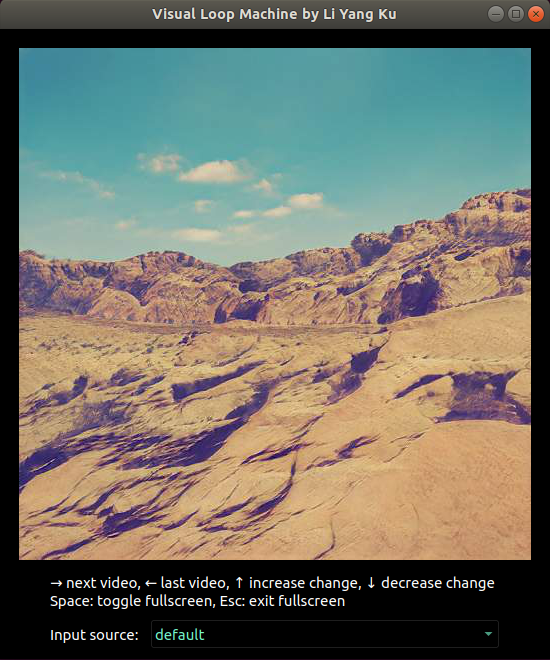 Visual Loop Machine by Li Yang Ku
→ next video, ← last video, ↑ increase change, ↓ decrease change
Space: toggle fullscreen, Esc: exit fullscreen
Input source: default